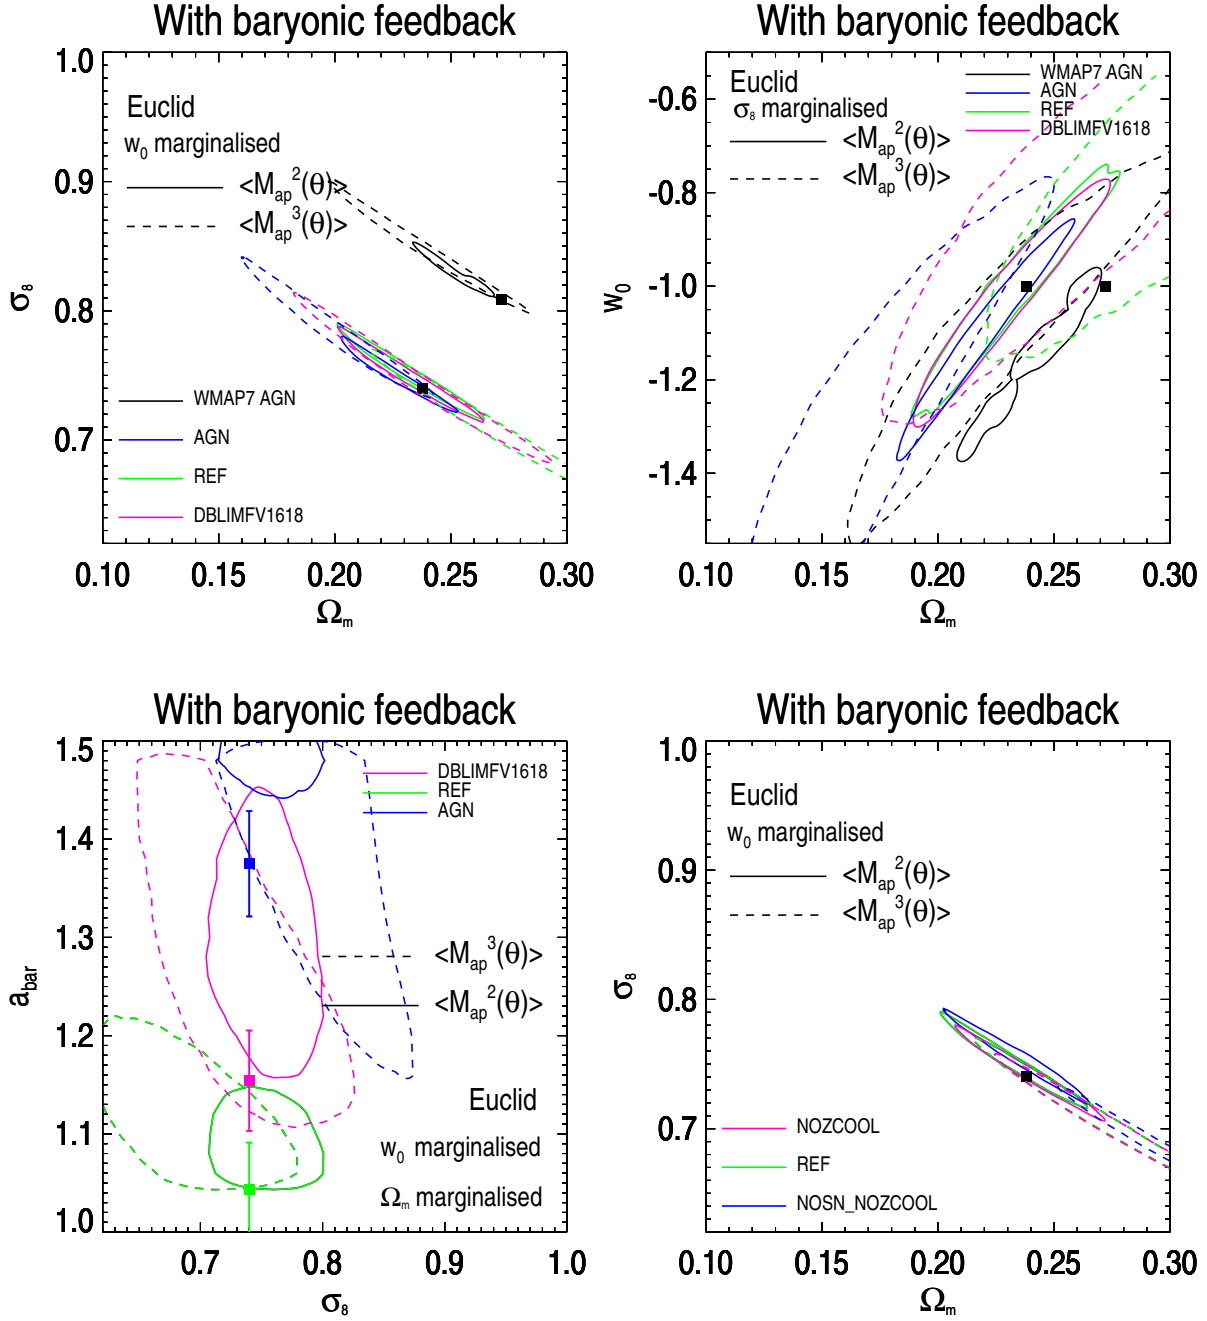 With baryonic feedback
1.0
0.9
0.8
0.7
σ₈
Euclid
w₀ marginalised
<Mₐₚ²(θ)>
<Mₐₚ³(θ)>
WMAP7 AGN
AGN
REF
DBLIMFV1618
0.10 0.15 0.20 0.25 0.30
Ωₘ
With baryonic feedback
-0.6
-0.8
-1.0
-1.2
-1.4
w₀
Euclid
σ₈ marginalised
<Mₐₚ²(θ)>
<Mₐₚ³(θ)>
WMAP7 AGN
AGN
REF
DBLIMFV1618
0.10 0.15 0.20 0.25 0.30
Ωₘ
With baryonic feedback
1.5
1.4
1.3
1.2
1.1
1.0
a_bar
DBLIMFV1618
REF
AGN
<Mₐₚ³(θ)>
<Mₐₚ²(θ)>
Euclid
w₀ marginalised
Ωₘ marginalised
0.7 0.8 0.9 1.0
σ₈
With baryonic feedback
1.0
0.9
0.8
0.7
σ₈
Euclid
w₀ marginalised
<Mₐₚ²(θ)>
<Mₐₚ³(θ)>
NOZCOOL
REF
NOSN_NOZCOOL
0.10 0.15 0.20 0.25 0.30
Ωₘ